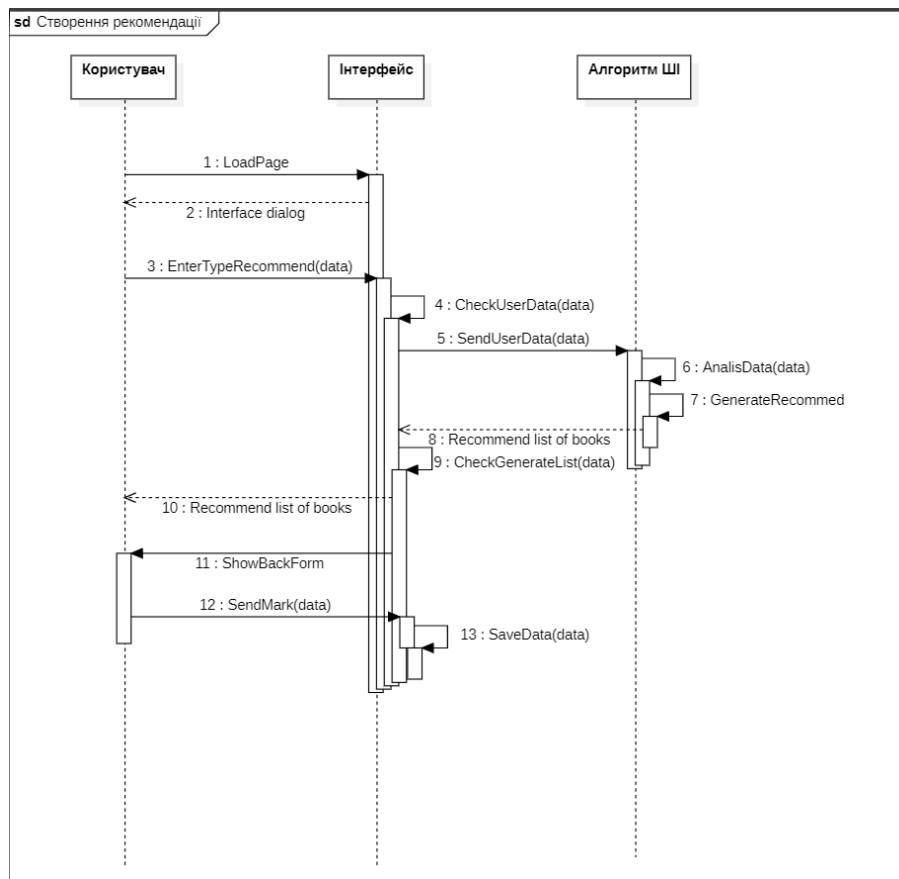 sd Створення рекомендації
Користувач
Інтерфейс
Алгоритм ШІ
1 : LoadPage
2 : Interface dialog
3 : EnterTypeRecommend(data)
4 : CheckUserData(data)
5 : SendUserData(data)
6 : AnalisData(data)
7 : GenerateRecommed
8 : Recommend list of books
9 : CheckGenerateList(data)
10 : Recommend list of books
11 : ShowBackForm
12 : SendMark(data)
13 : SaveData(data)